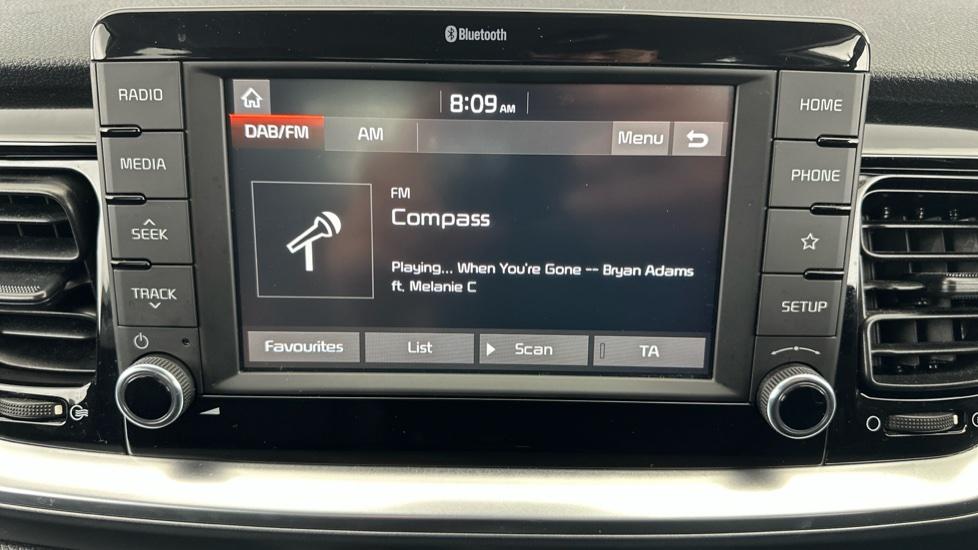 Bluetooth
RADIO
MEDIA
SEEK
TRACK
8:09 AM
DAB/FM
AM
Menu
FM
Compass
Playing... When You're Gone -- Bryan Adams
ft. Melanie C
Favourites
List
Scan
TA
HOME
PHONE
SETUP